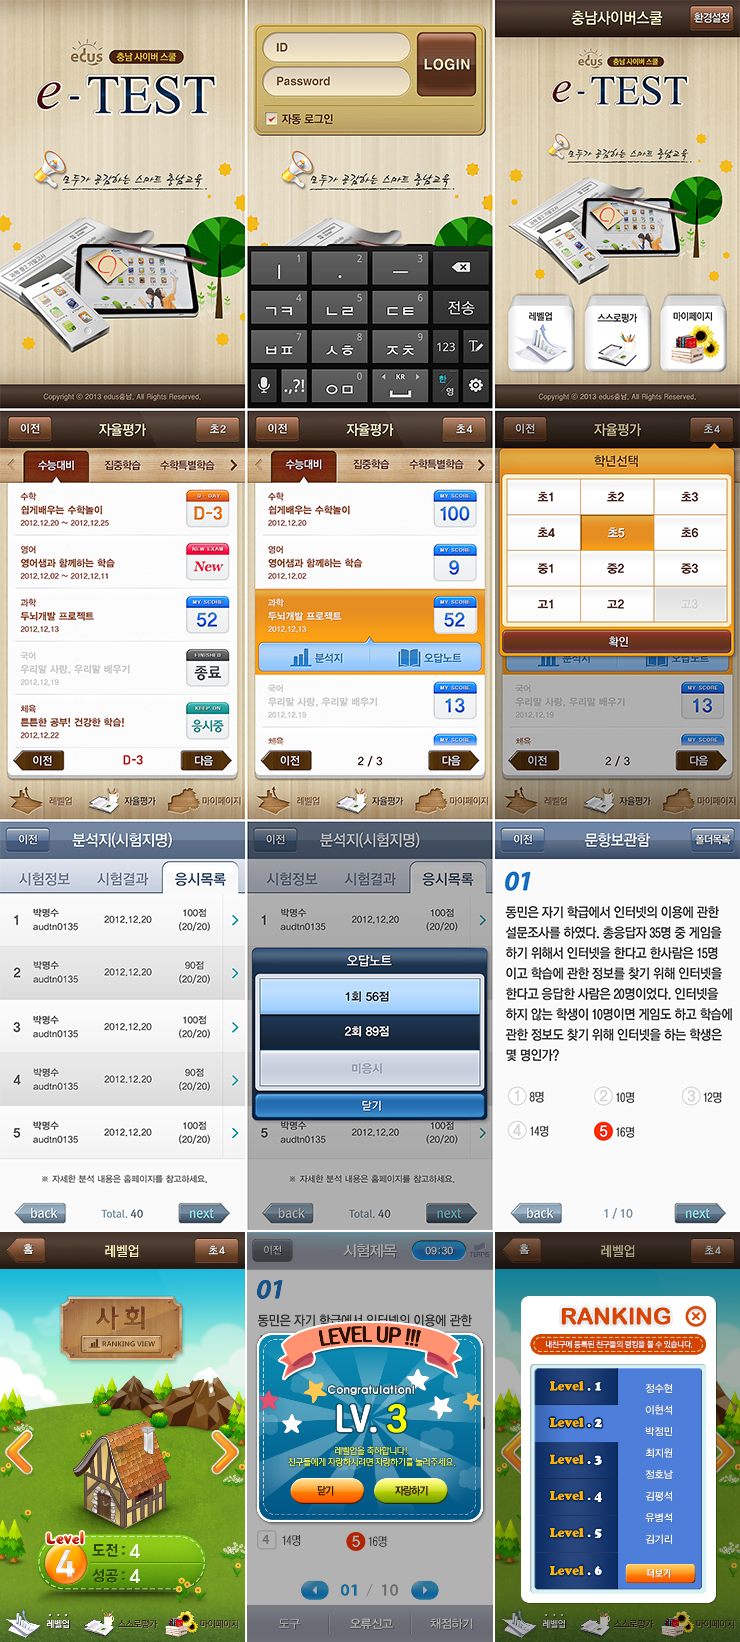 edus 충남 사이버 스쿨
e-TEST
모두가 공감하는 스마트 충남교육
Copyright ⓒ 2013 edus충남. All Rights Reserved.
ID
Password
LOGIN
자동 로그인
모두가 공감하는 스마트 충남교육
1 2 3
ㅣ . ㅡ
4 5 6
ㄱㅋ ㄴㄹ ㄷㅌ 전송
7 8 9
ㅂㅍ ㅅㅎ ㅈㅊ 123 T
.,?! 0 ㅇㅁ KR 한/영
충남사이버스쿨 환경설정
edus 충남 사이버 스쿨
e-TEST
모두가 공감하는 스마트 충남교육
레벨업 스스로평가 마이페이지
Copyright ⓒ 2013 edus충남. All Rights Reserved.
이전 자율평가 초2
수능대비 집중학습 수학특별학습
수학
쉽게배우는 수학놀이
2012.12.20 ~ 2012.12.25
D-DAY
D-3
영어
영어샘과 함께하는 학습
2012.12.02 ~ 2012.12.11
NEW EXAM
New
과학
두뇌개발 프로젝트
2012.12.13
MY SCORE
52
국어
우리말 사랑, 우리말 배우기
2012.12.19
FINISHED
종료
체육
튼튼한 공부! 건강한 학습!
2012.12.22
KEEP ON
응시중
이전 D-3 다음
레벨업 자율평가 마이페이지
이전 자율평가 초4
수능대비 집중학습 수학특별학습
수학
쉽게배우는 수학놀이
2012.12.20
MY SCORE
100
영어
영어샘과 함께하는 학습
2012.12.02
MY SCORE
9
과학
두뇌개발 프로젝트
2012.12.13
MY SCORE
52
분석지 오답노트
국어
우리말 사랑, 우리말 배우기
2012.12.19
MY SCORE
13
체육
MY SCORE
이전 2 / 3 다음
레벨업 자율평가 마이페이지
이전 자율평가 초4
학년선택
초1 초2 초3
초4 초5 초6
중1 중2 중3
고1 고2 고3
확인
분석지 오답노트
국어
우리말 사랑, 우리말 배우기
2012.12.19
MY SCORE
13
체육
MY SCORE
이전 2 / 3 다음
레벨업 자율평가 마이페이지
이전 분석지(시험지명)
시험정보 시험결과 응시목록
1 박명수 audtn0135 2012.12.20 100점 (20/20)
2 박명수 audtn0135 2012.12.20 90점 (20/20)
3 박명수 audtn0135 2012.12.20 100점 (20/20)
4 박명수 audtn0135 2012.12.20 90점 (20/20)
5 박명수 audtn0135 2012.12.20 100점 (20/20)
※ 자세한 분석 내용은 홈페이지를 참고하세요.
back Total. 40 next
이전 분석지(시험지명)
시험정보 시험결과 응시목록
1 박명수 audtn0135 2012.12.20 100점 (20/20)
오답노트
1회 56점
2회 89점
미응시
닫기
5 박명수 audtn0135 2012.12.20 100점 (20/20)
※ 자세한 분석 내용은 홈페이지를 참고하세요.
back Total. 40 next
이전 문항보관함 폴더목록
01
동민은 자기 학급에서 인터넷의 이용에 관한
설문조사를 하였다. 총응답자 35명 중 게임을
하기 위해서 인터넷을 한다고 한사람은 15명
이고 학습에 관한 정보를 찾기 위해 인터넷을
한다고 응답한 사람은 20명이었다. 인터넷을
하지 않는 학생이 10명이면 게임도 하고 학습에
관한 정보도 찾기 위해 인터넷을 하는 학생은
몇 명인가?
1 8명 2 10명 3 12명
4 14명 5 16명
back 1 / 10 next
홈 레벨업 초4
사회
RANKING VIEW
Level 4
도전 : 4
성공 : 4
레벨업 스스로평가 마이페이지
이전 시험제목 09:30
01
동민은 자기 학급에서 인터넷의 이용에 관한
LEVEL UP !!!
Congratulation!
LV. 3
레벨업을 축하합니다!
친구들에게 자랑하시려면 자랑하기를 눌러주세요.
닫기 자랑하기
4 14명 5 16명
01 / 10
도구 오류신고 채점하기
홈 레벨업 초4
RANKING
내친구에 등록된 친구들의 랭킹을 볼 수 있습니다.
Level . 1
Level . 2
Level . 3
Level . 4
Level . 5
Level . 6
정수현
이현석
박정민
최지원
정호남
김평석
유병석
김기리
더보기
레벨업 스스로평가 마이페이지